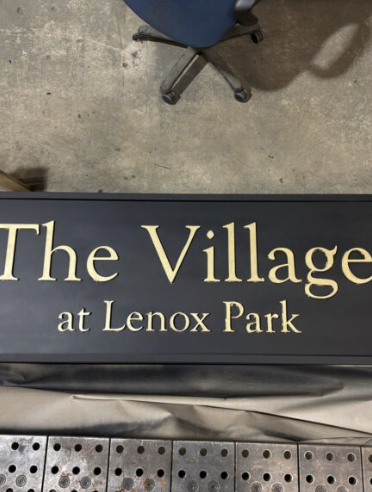 The Village
at Lenox Park